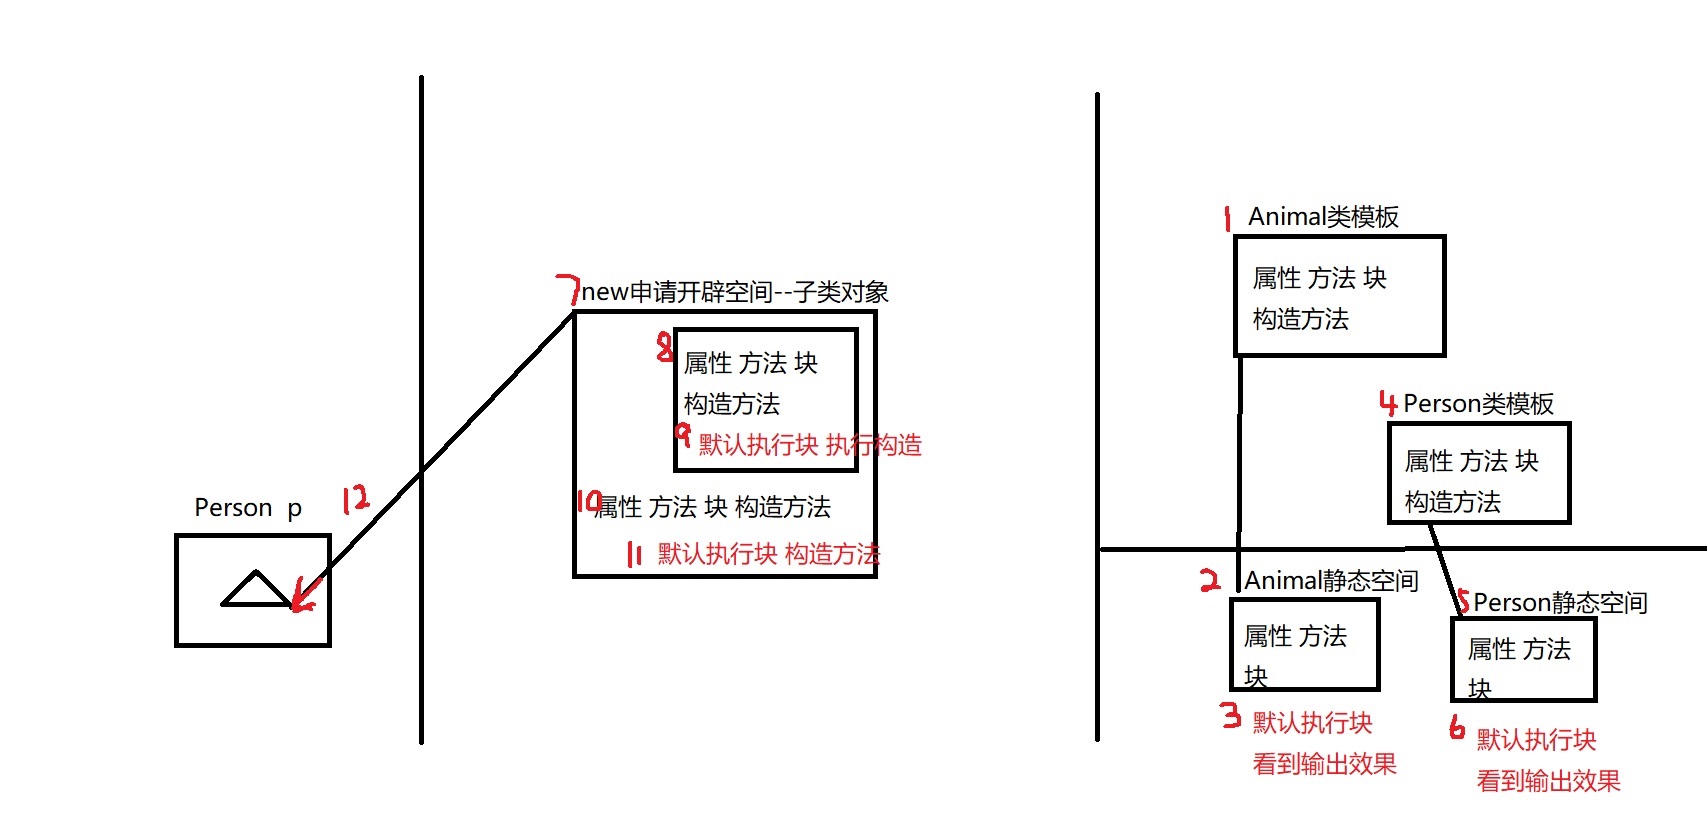 Person p
12
7
new申请开辟空间--子类对象
8
属性 方法 块
构造方法
9
默认执行块 执行构造
10
属性 方法 块 构造方法
11
默认执行块 构造方法
1
Animal类模板
属性 方法 块
构造方法
4
Person类模板
属性 方法 块
构造方法
2
Animal静态空间
属性 方法
块
3
默认执行块
看到输出效果
5
Person静态空间
属性 方法
块
6
默认执行块
看到输出效果